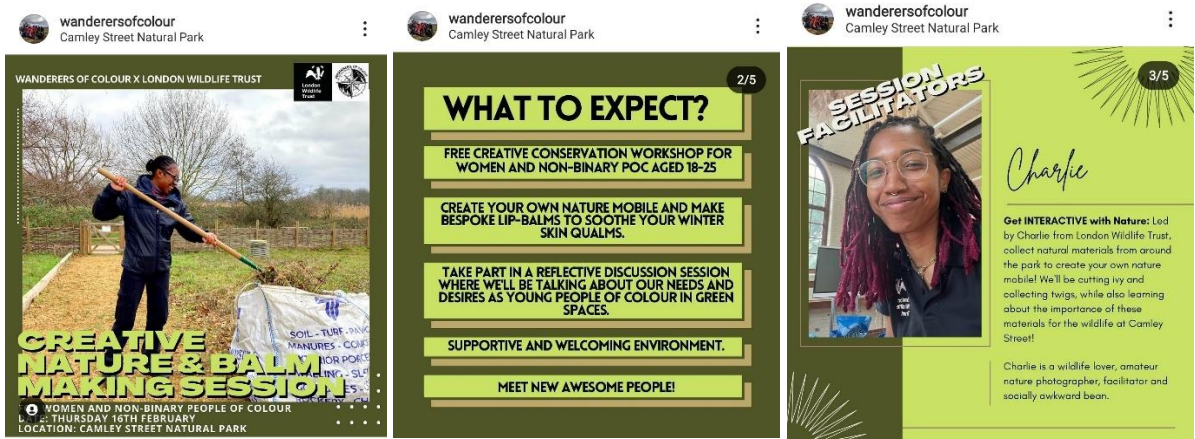 wanderersofcolour
Camley Street Natural Park
WANDERERS OF COLOUR X LONDON WILDLIFE TRUST
London
Wildlife
Trust
SOIL - TURF -
MANURES -
CREATIVE
NATURE & BALM
MAKING SESSION
WOMEN AND NON-BINARY PEOPLE OF COLOUR
DATE: THURSDAY 16TH FEBRUARY
LOCATION: CAMLEY STREET NATURAL PARK
wanderersofcolour
Camley Street Natural Park
2/5
WHAT TO EXPECT?
FREE CREATIVE CONSERVATION WORKSHOP FOR
WOMEN AND NON-BINARY POC AGED 18-25
CREATE YOUR OWN NATURE MOBILE AND MAKE
BESPOKE LIP-BALMS TO SOOTHE YOUR WINTER
SKIN QUALMS.
TAKE PART IN A REFLECTIVE DISCUSSION SESSION
WHERE WE'LL BE TALKING ABOUT OUR NEEDS AND
DESIRES AS YOUNG PEOPLE OF COLOUR IN GREEN
SPACES.
SUPPORTIVE AND WELCOMING ENVIRONMENT.
MEET NEW AWESOME PEOPLE!
wanderersofcolour
Camley Street Natural Park
3/5
SESSION
FACILITATORS
Charlie
Get INTERACTIVE with Nature: Led
by Charlie from London Wildlife Trust,
collect natural materials from around
the park to create your own nature
mobile! We'll be cutting ivy and
collecting twigs, while also learning
about the importance of these
materials for the wildlife at Camley
Street!
Charlie is a wildlife lover, amateur
nature photographer, facilitator and
socially awkward bean.